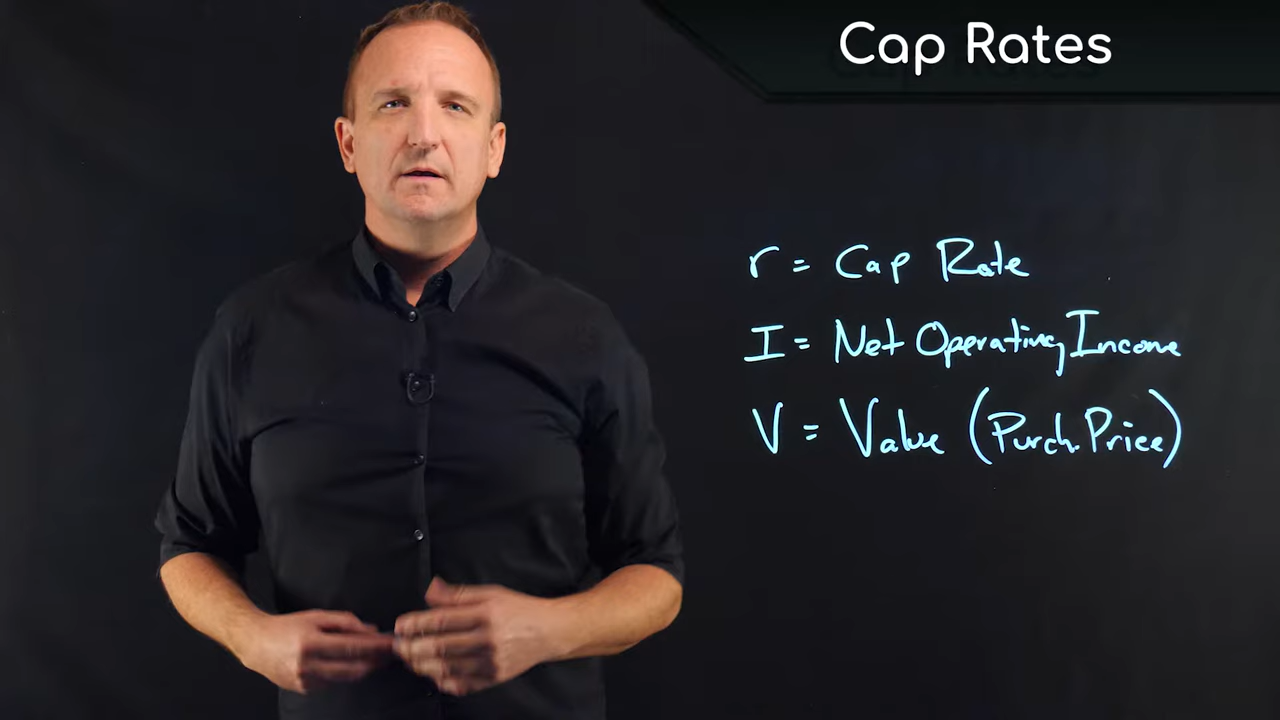 Cap Rates
r = Cap Rate
I = Net Operating Income
V = Value (Purch. Price)